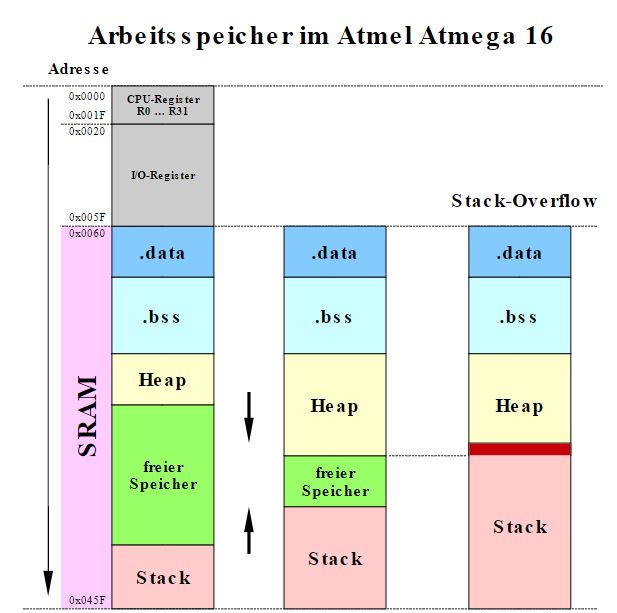 Arbeitsspeicher im Atmel Atmega 16
Adresse
0x0000
CPU-Register
R0 ... R31
0x001F
0x0020
I/O-Register
0x005F
Stack-Overflow
0x0060
.data
.data
.data
.bss
.bss
.bss
Heap
Heap
Heap
SRAM
freier
Speicher
freier
Speicher
Stack
Stack
Stack
0x045F